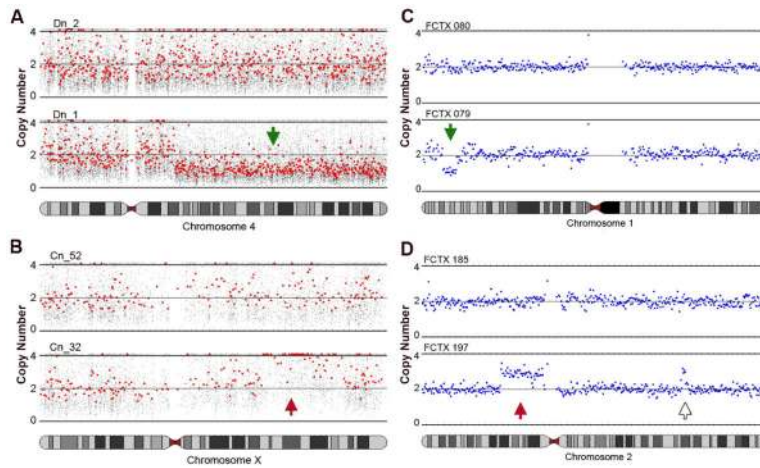 A
Dn_2
4
2
0
Dn_1
4
2
0
Copy Number
Chromosome 4
B
Cn_52
4
2
0
Cn_32
4
2
0
Copy Number
Chromosome X
C
FCTX 080
4
2
0
FCTX 079
4
2
0
Copy Number
Chromosome 1
D
FCTX 185
4
2
0
FCTX 197
4
2
0
Copy Number
Chromosome 2